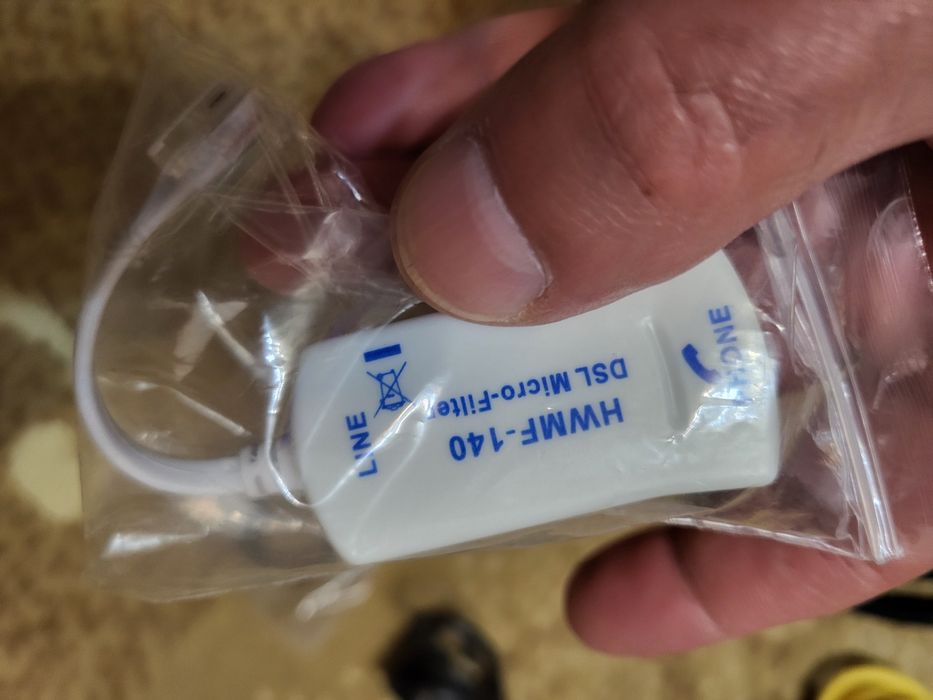 HWMF-140
DSL Micro-Filter
LINE
PHONE